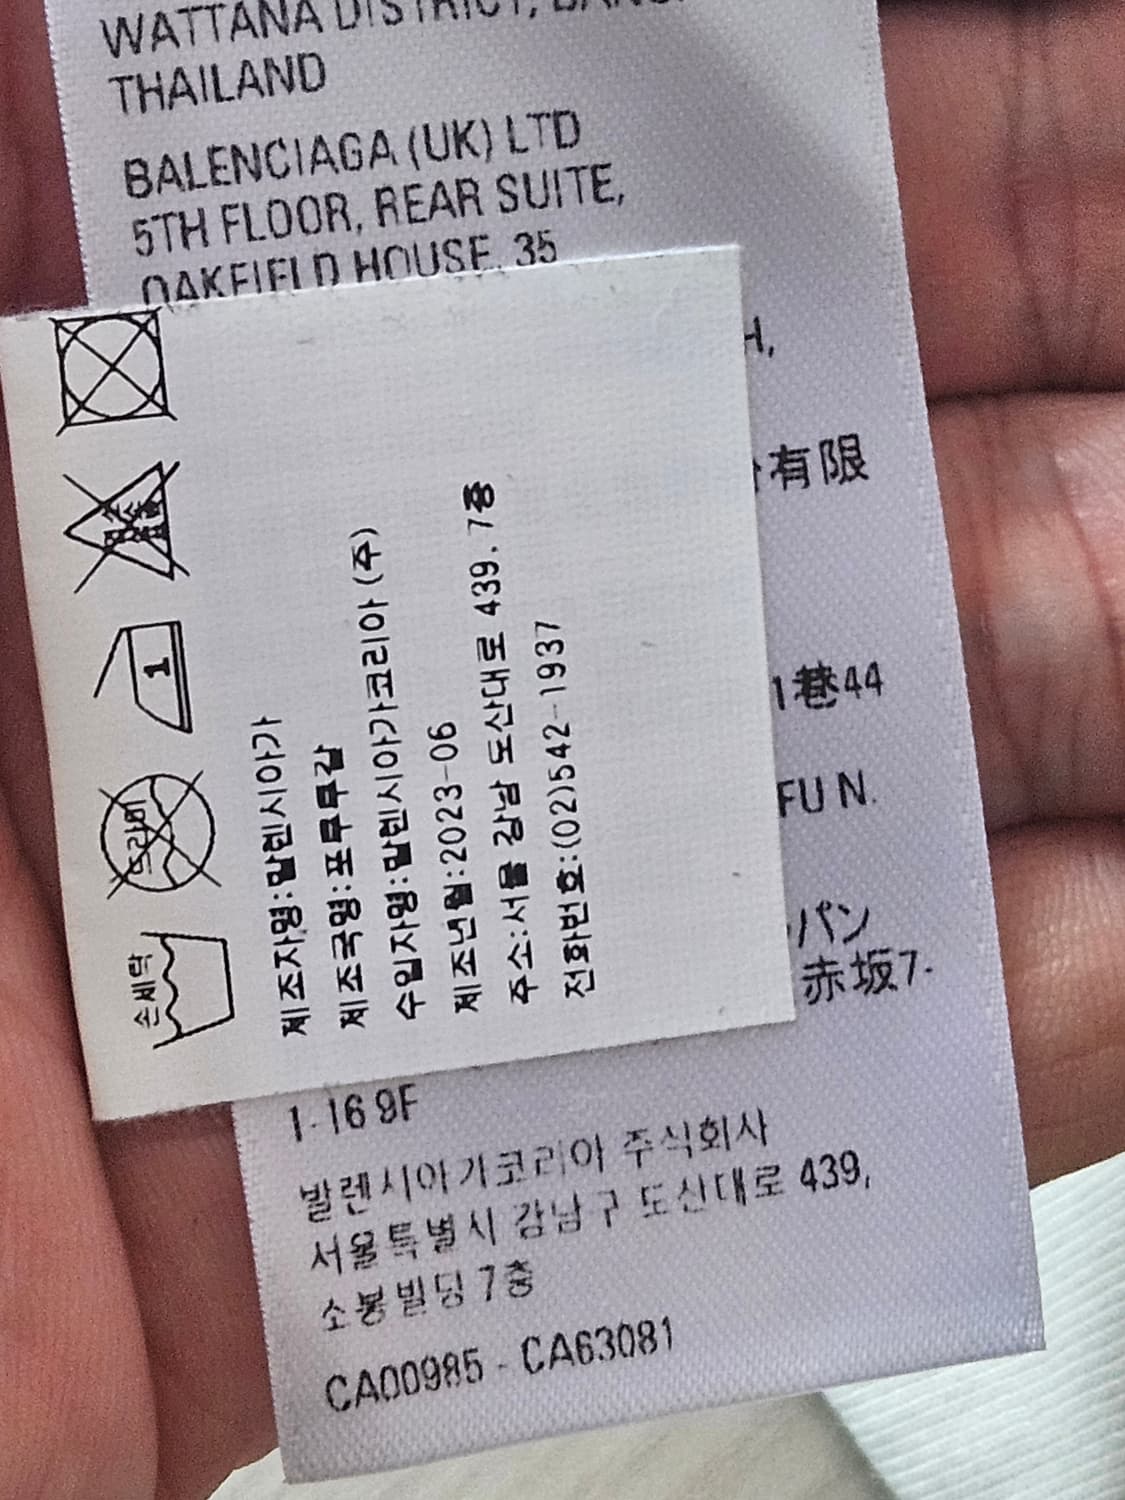 WATTANA DISTRICT,
THAILAND
BALENCIAGA (UK) LTD
5TH FLOOR, REAR SUITE,
OAKFIELD HOUSE, 35
H,
有限
1巷44
FU N.
パン
赤坂7-
1-16 9F
발렌시아가코리아 주식회사
서울특별시 강남구 도산대로 439,
소봉빌딩 7층
CA00985 - CA63081
염소표백
1
드라이
손세탁
제조자명:발렌시아가
제조국명:포루투갈
수입자명:발렌시아가코리아(주)
제조년월:2023-06
주소:서울 강남 도산대로 439. 7층
전화번호:(02)542-1937